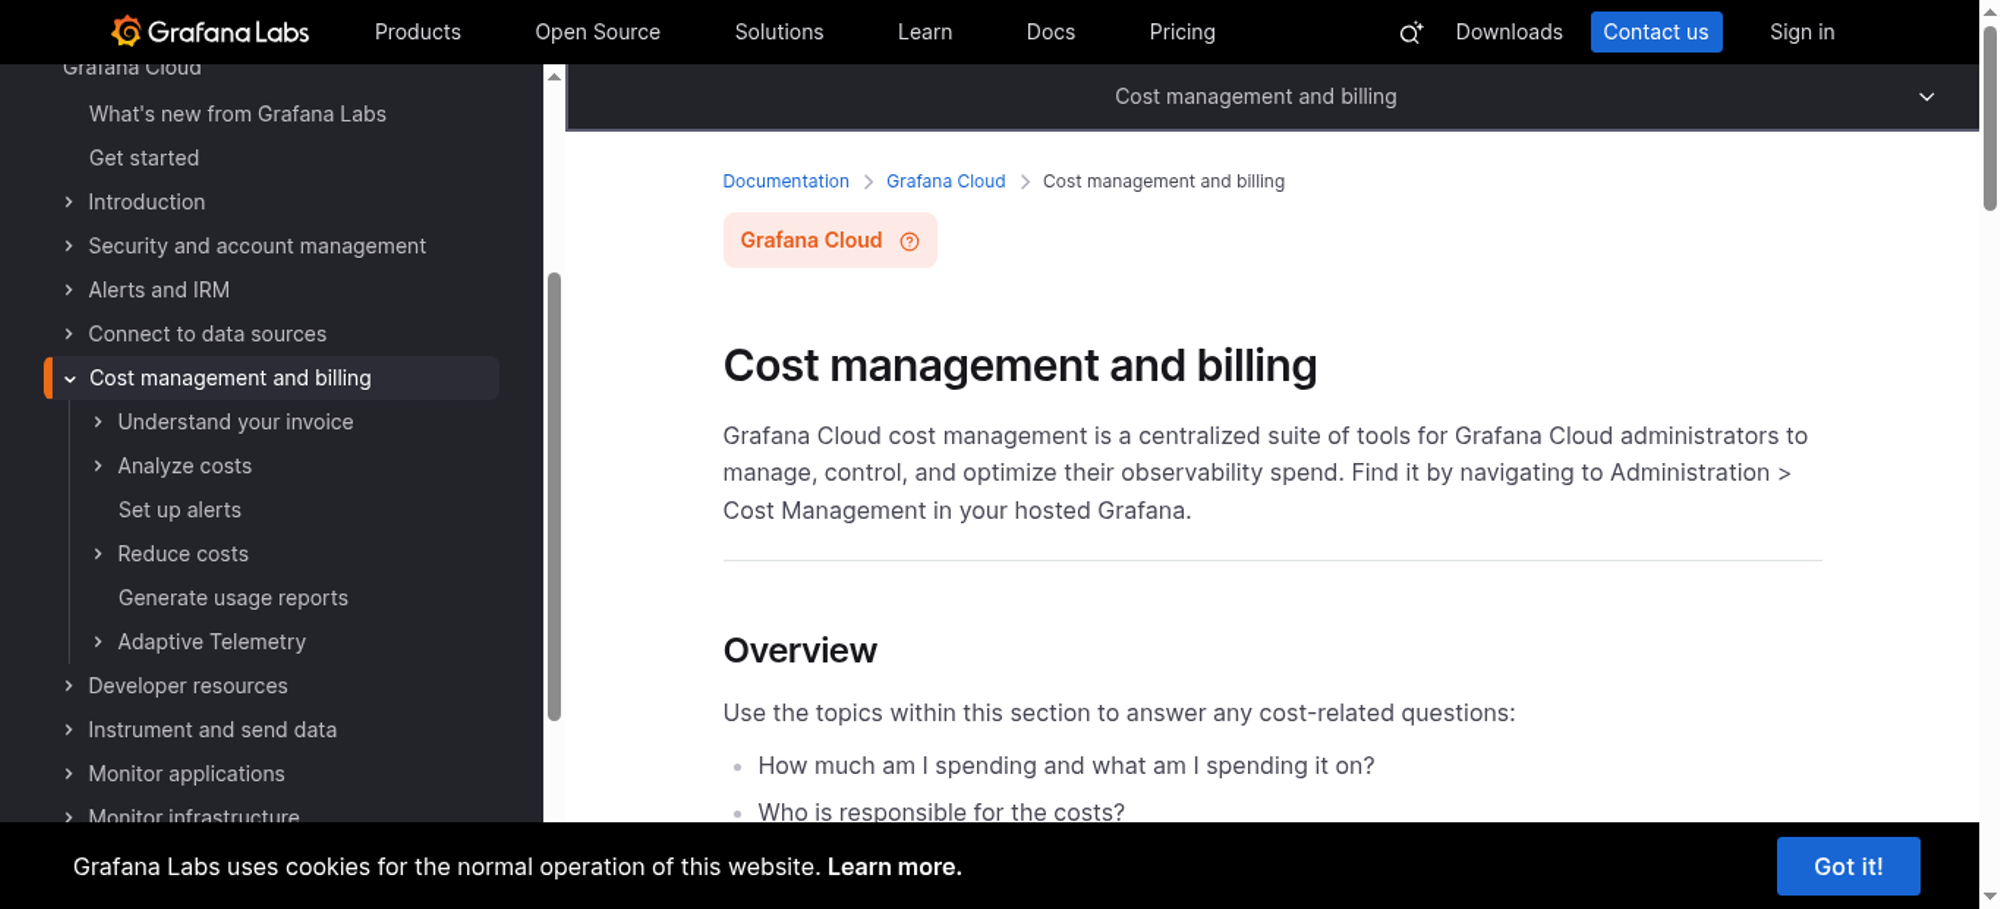 Grafana Labs
Products
Open Source
Solutions
Learn
Docs
Pricing
Downloads
Contact us
Sign in
Grafana Cloud
What's new from Grafana Labs
Get started
Introduction
Security and account management
Alerts and IRM
Connect to data sources
Cost management and billing
Understand your invoice
Analyze costs
Set up alerts
Reduce costs
Generate usage reports
Adaptive Telemetry
Developer resources
Instrument and send data
Monitor applications
Monitor infrastructure
Cost management and billing
Documentation > Grafana Cloud > Cost management and billing
Grafana Cloud
Cost management and billing
Grafana Cloud cost management is a centralized suite of tools for Grafana Cloud administrators to
manage, control, and optimize their observability spend. Find it by navigating to Administration >
Cost Management in your hosted Grafana.
Overview
Use the topics within this section to answer any cost-related questions:
• How much am I spending and what am I spending it on?
• Who is responsible for the costs?
Grafana Labs uses cookies for the normal operation of this website. Learn more.
Got it!